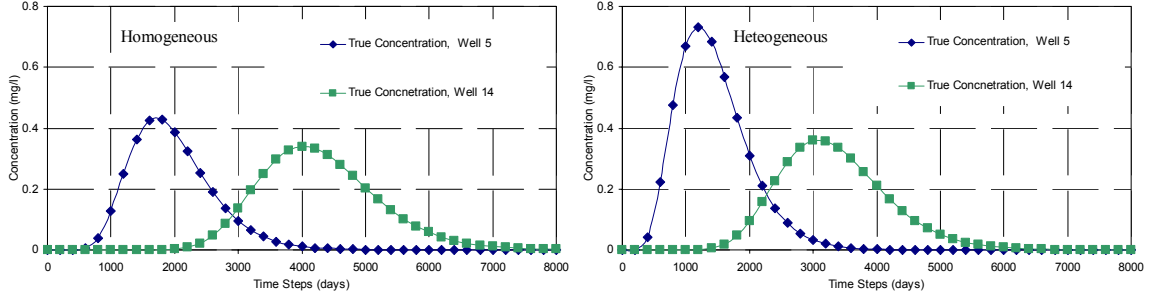 0.8
0.6
0.4
0.2
0
Concentration (mg/l)
Homogeneous
True Concentration, Well 5
True Concnetration, Well 14
0 1000 2000 3000 4000 5000 6000 7000 8000
Time Steps (days)
0.8
0.6
0.4
0.2
0
Concentration (mg/l)
Heteogeneous
True Concentration, Well 5
True Concentration, Well 14
0 1000 2000 3000 4000 5000 6000 7000 8000
Time Steps (days)